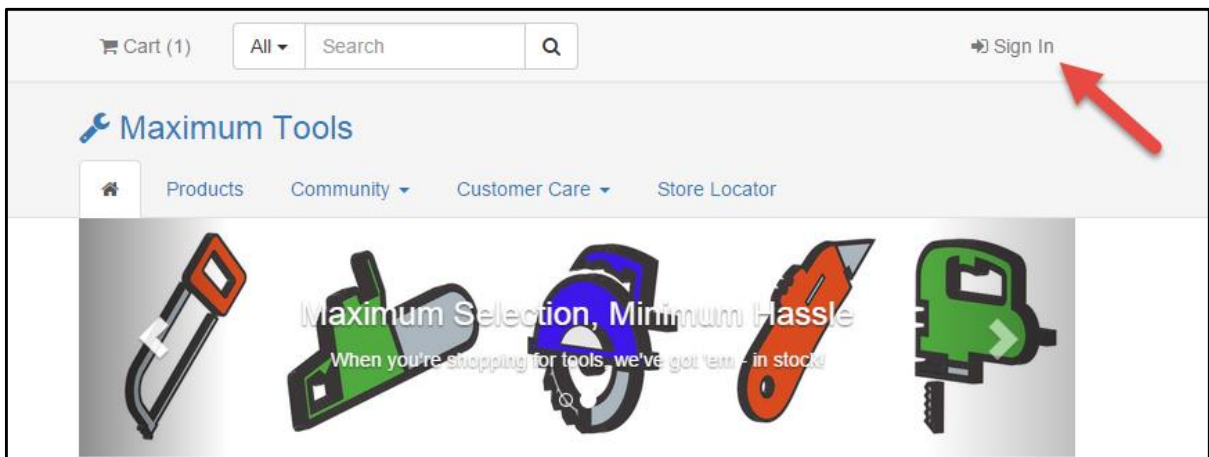 Cart (1) All Search Sign In
Maximum Tools
Products Community Customer Care Store Locator
Maximum Selection, Minimum Hassle
When you're shopping for tools, we've got 'em - in stock!